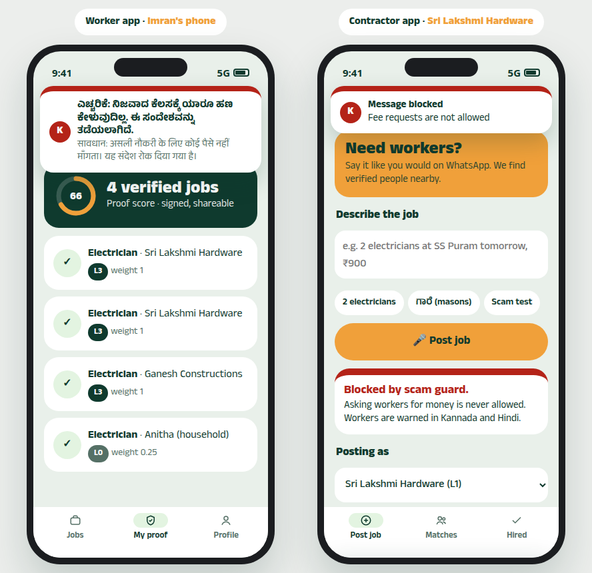 Worker app · Imran's phone
9:41
5G
K
ಎಚ್ಚರಿಕೆ: ನಿಜವಾದ ಕೆಲಸಕ್ಕೆ ಯಾರೂ ಹಣ
ಕೇಳುವುದಿಲ್ಲ. ಈ ಸಂದೇಶವನ್ನು
ತಡೆಯಲಾಗಿದೆ.
सावधान: असली नौकरी के लिए कोई पैसे नहीं
माँगता। यह संदेश रोक दिया गया है।
66
4 verified jobs
Proof score · signed, shareable
✓
Electrician · Sri Lakshmi Hardware
L3 weight 1
✓
Electrician · Sri Lakshmi Hardware
L3 weight 1
✓
Electrician · Ganesh Constructions
L3 weight 1
✓
Electrician · Anitha (household)
L0 weight 0.25
Jobs
My proof
Profile
Contractor app · Sri Lakshmi Hardware
9:41
5G
K
Message blocked
Fee requests are not allowed
Need workers?
Say it like you would on WhatsApp. We find
verified people nearby.
Describe the job
e.g. 2 electricians at SS Puram tomorrow,
₹900
2 electricians
ಗಾರೆ (masons)
Scam test
🎤 Post job
Blocked by scam guard.
Asking workers for money is never allowed.
Workers are warned in Kannada and Hindi.
Posting as
Sri Lakshmi Hardware (L1)
Post job
Matches
Hired